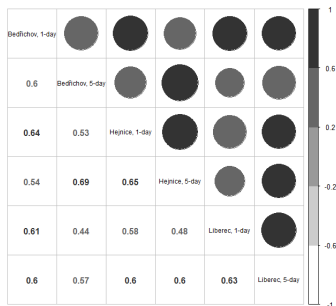 Bedřichov, 1-day
0.6 Bedřichov, 5-day
0.64 0.53 Hejnice, 1-day
0.54 0.69 0.65 Hejnice, 5-day
0.61 0.44 0.58 0.48 Liberec, 1-day
0.6 0.57 0.6 0.6 0.63 Liberec, 5-day
1
0.6
0.2
-0.2
-0.6
-1